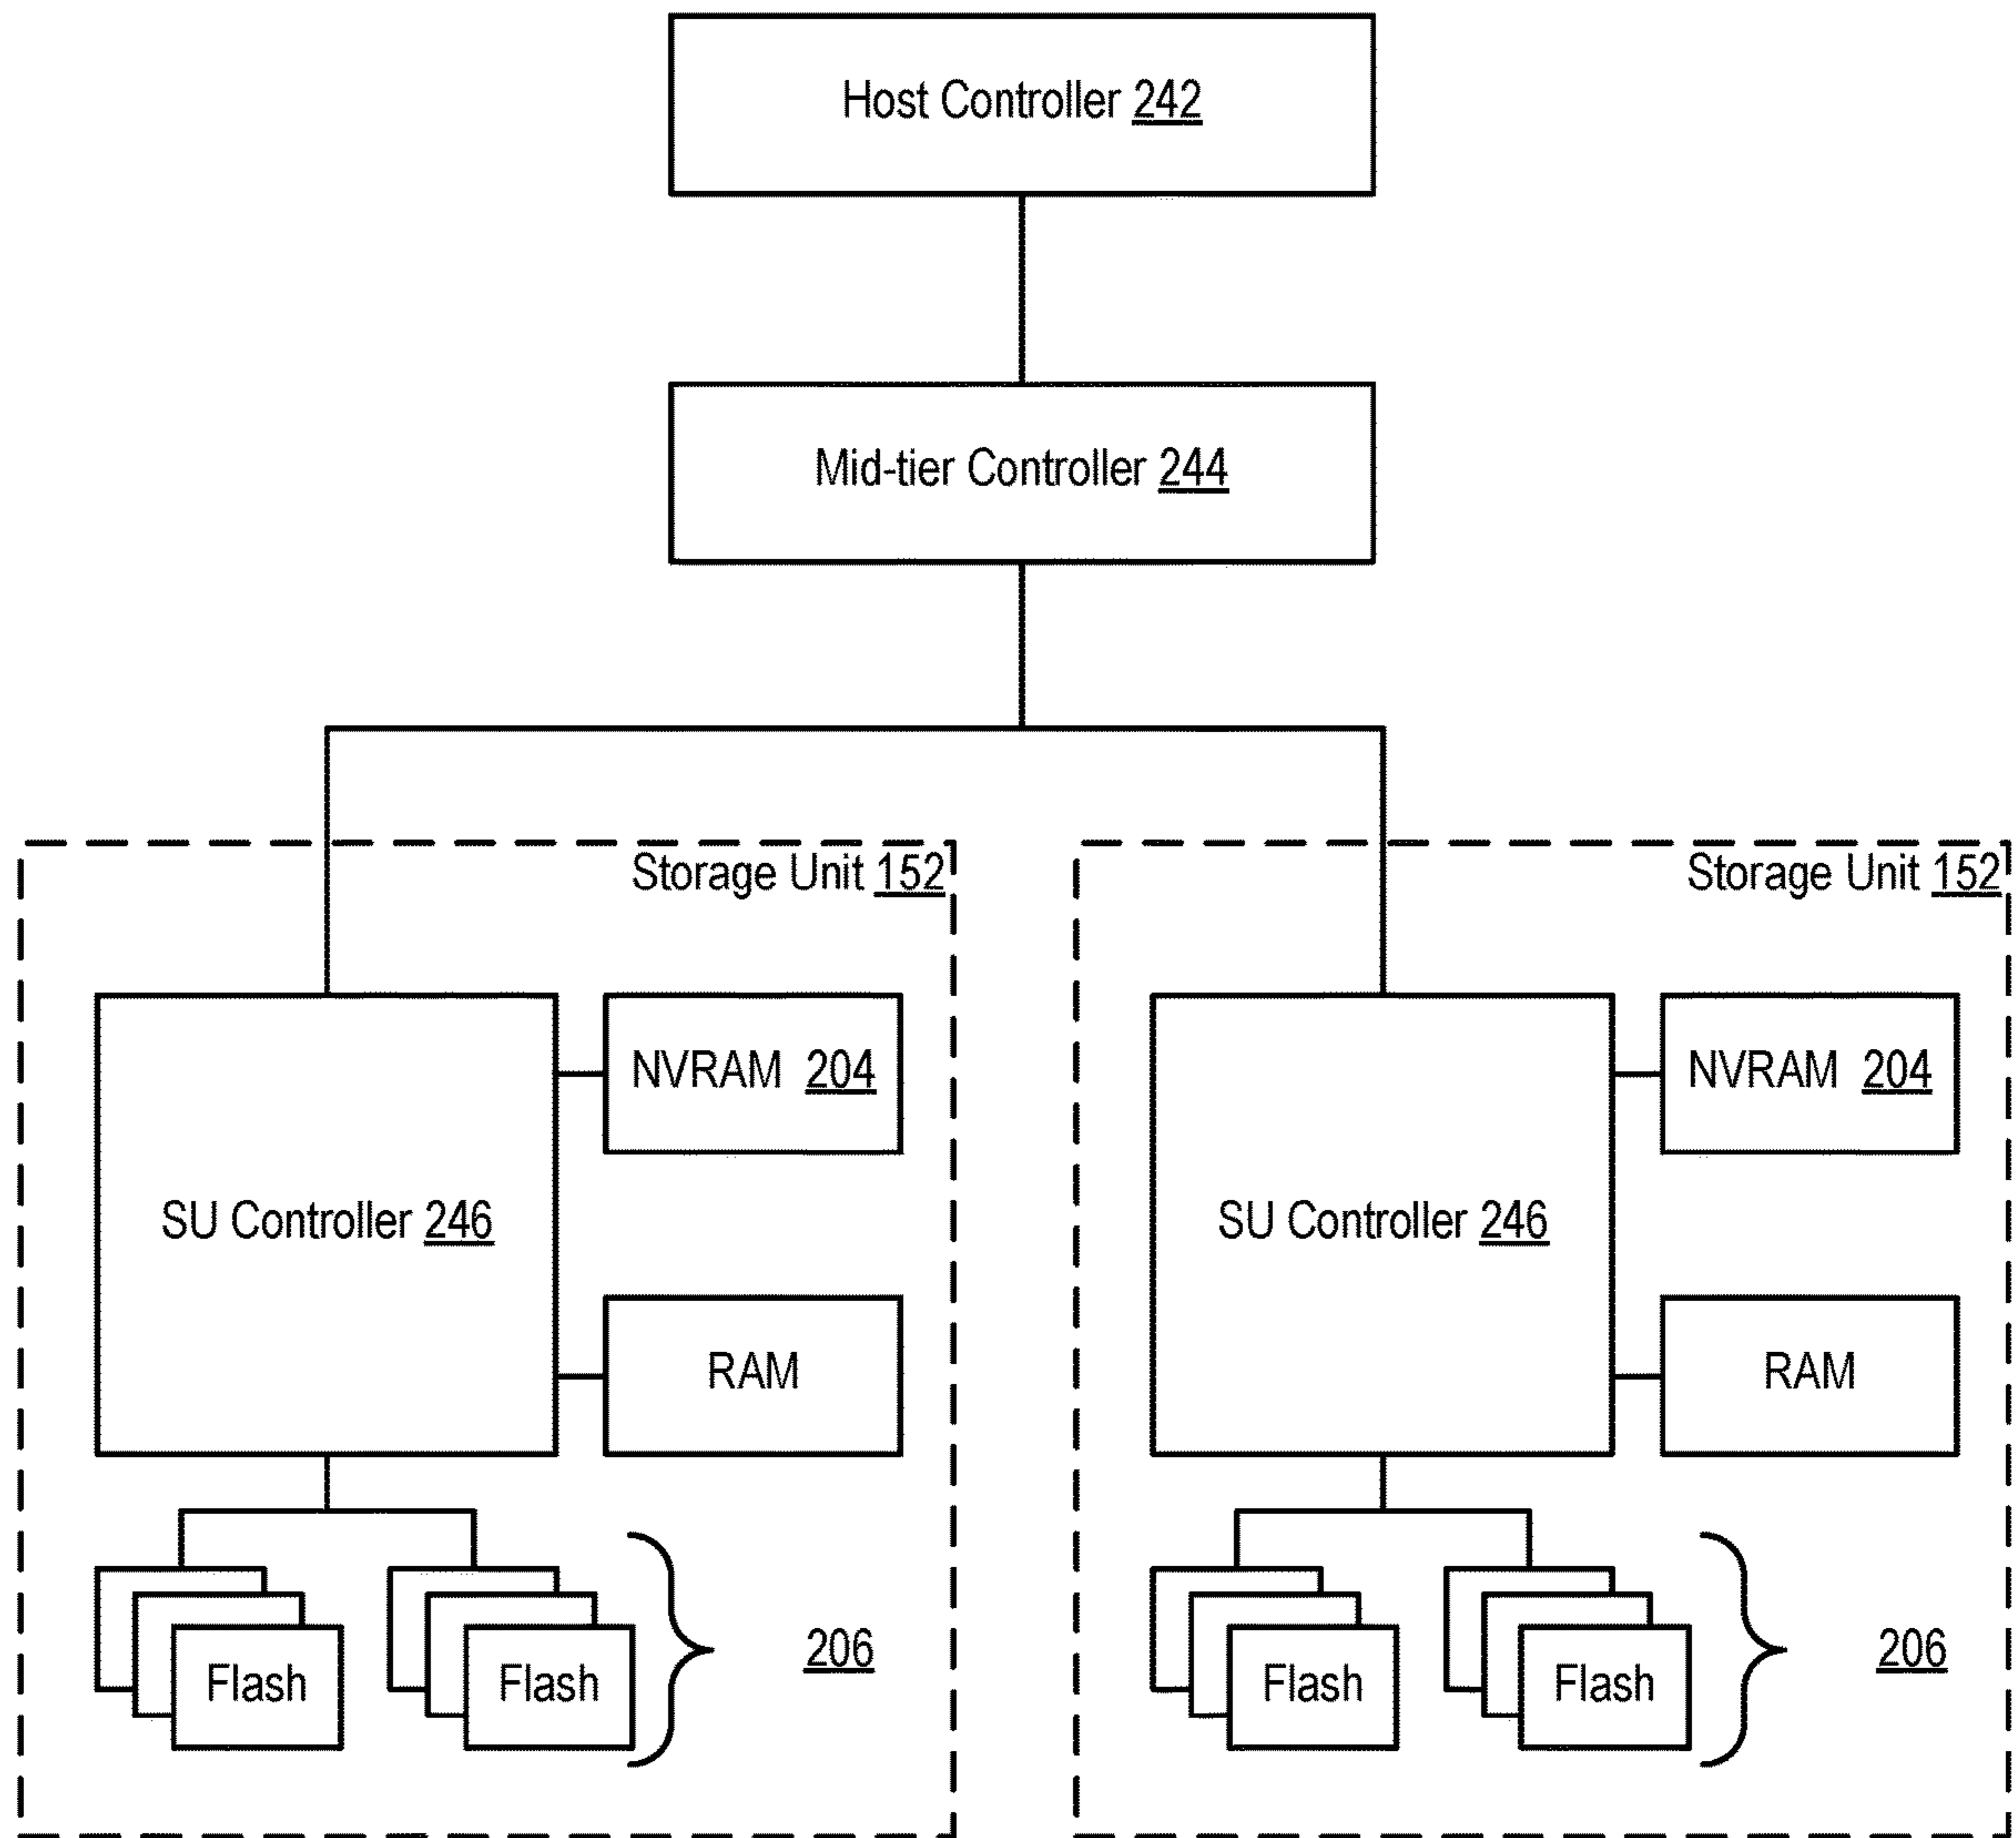 Host Controller 242
Mid-tier Controller 244
Storage Unit 152
Storage Unit 152
NVRAM 204
NVRAM 204
SU Controller 246
SU Controller 246
RAM
RAM
206
206
Flash
Flash
Flash
Flash